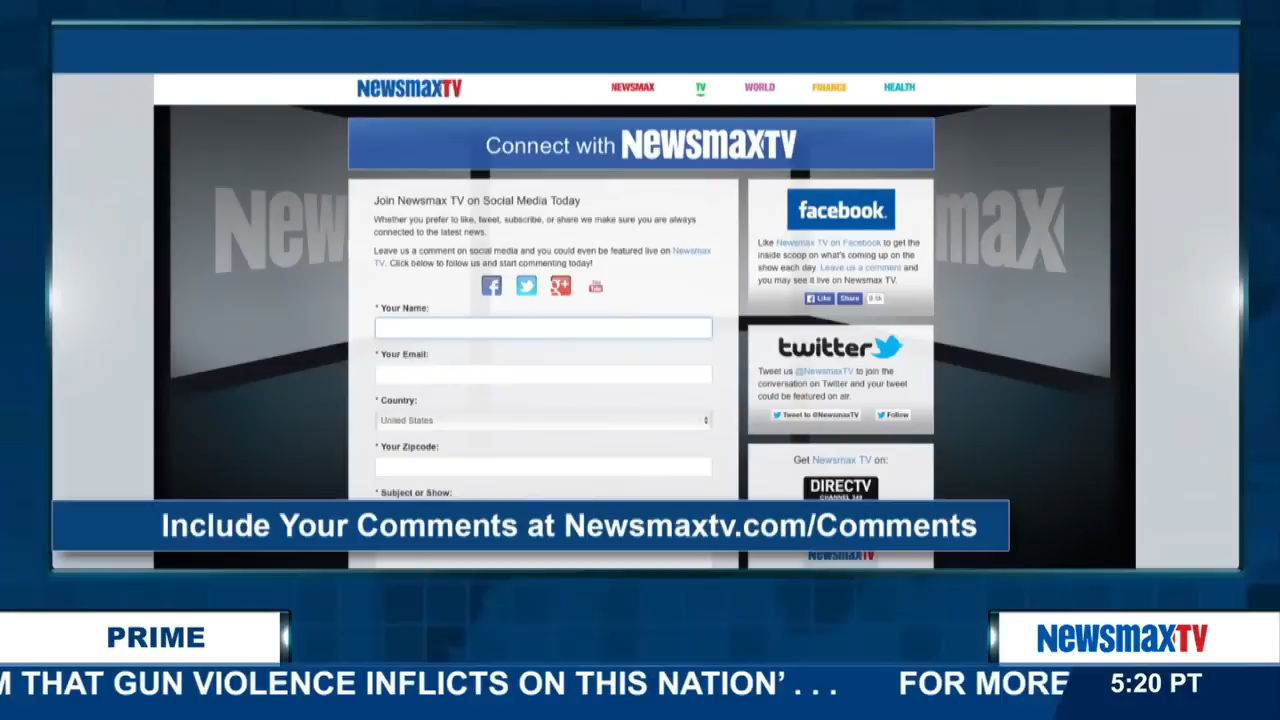 NEWSMAXTV
NEWSMAX TV WORLD FINANCE HEALTH
Connect with NEWSMAXTV
Join Newsmax TV on Social Media Today
Whether you prefer to like, tweet, subscribe, or share we make sure you are always
connected to the latest news.
Leave us a comment on social media and you could even be featured live on Newsmax
TV. Click below to follow us and start commenting today!
* Your Name:
* Your Email:
* Country:
United States
* Your Zipcode:
* Subject or Show:
facebook.
Like Newsmax TV on Facebook to get the
inside scoop on what's coming up on
the show each day. Leave us a comment and
you may see it live on Newsmax TV.
Like Share 9.5k
twitter
Tweet us @NewsmaxTV to join the
conversation on Twitter and your tweet
could be featured on air.
Tweet to @NewsmaxTV Follow
Get Newsmax TV on:
DIRECTV
CHANNEL 349
NEWSMAXTV
New
max
Include Your Comments at Newsmaxtv.com/Comments
PRIME
NEWSMAXTV
M THAT GUN VIOLENCE INFLICTS ON THIS NATION' . . . FOR MORE
5:20 PT